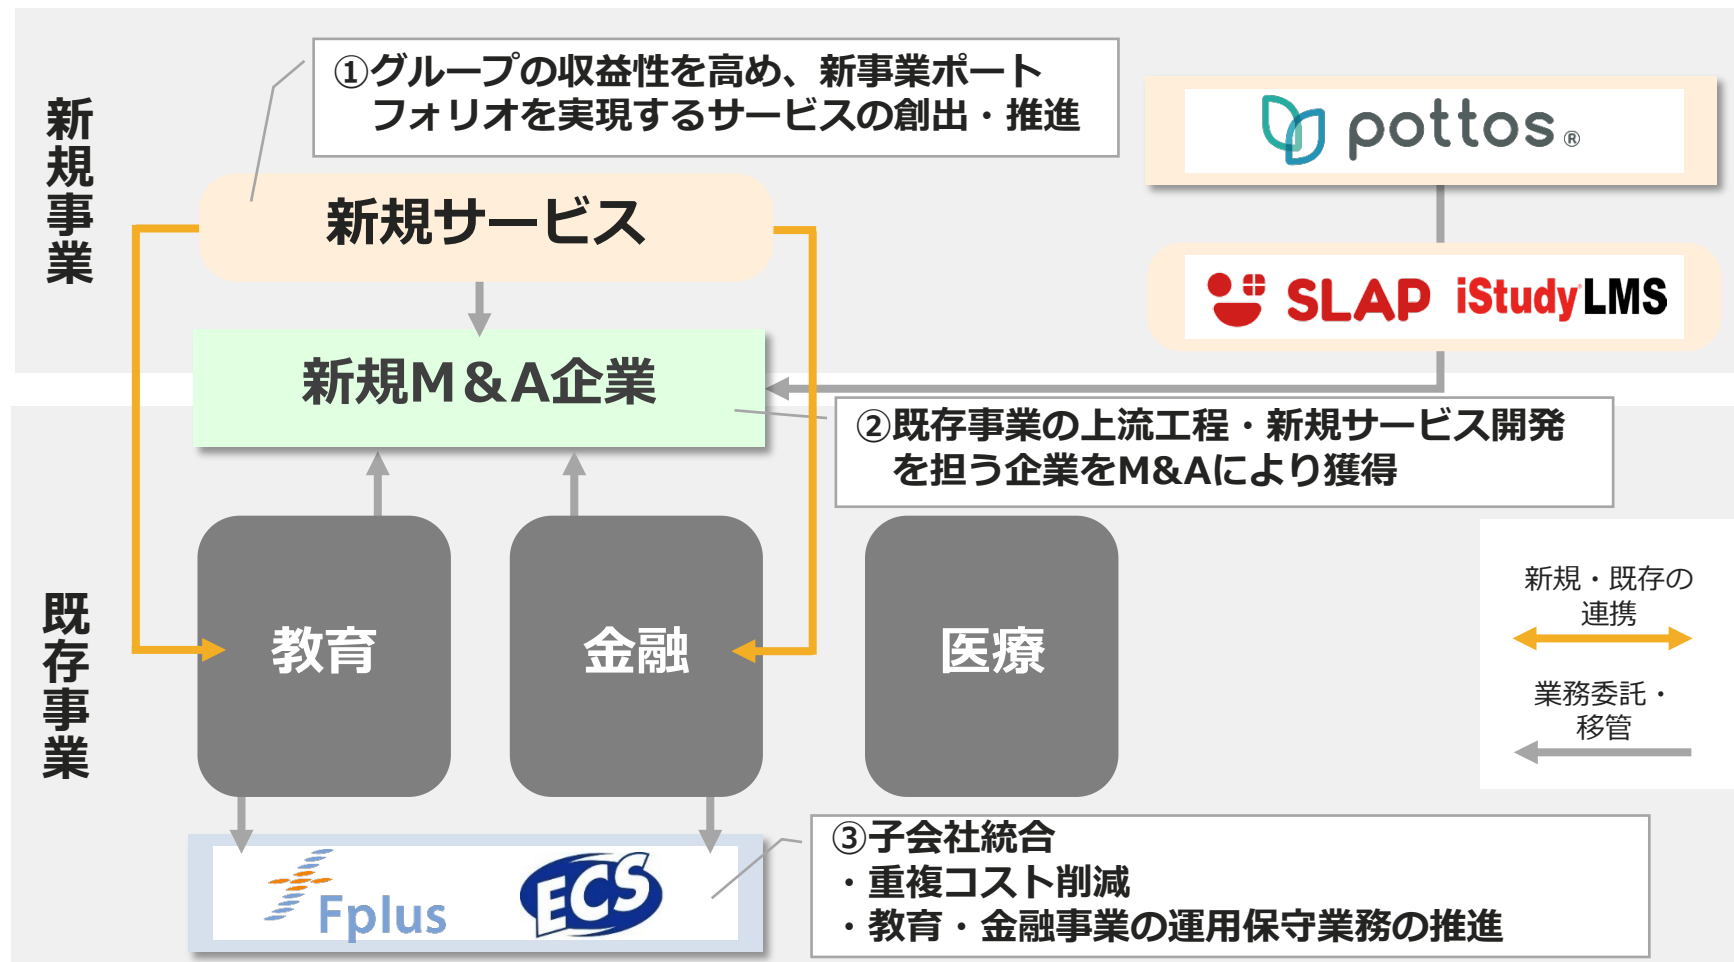 新規事業
①グループの収益性を高め、新事業ポート
フォリオを実現するサービスの創出・推進
pottos®
新規サービス
SLAP iStudy LMS
新規M&A企業
②既存事業の上流工程・新規サービス開発
を担う企業をM&Aにより獲得
既存事業
教育
金融
医療
新規・既存の
連携
業務委託・
移管
Fplus
ECS
③子会社統合
・重複コスト削減
・教育・金融事業の運用保守業務の推進